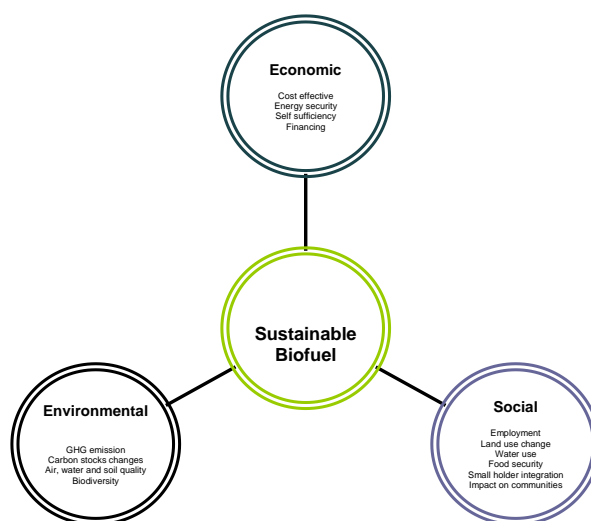 Economic
Cost effective
Energy security
Self sufficiency
Financing
Sustainable
Biofuel
Environmental
GHG emission
Carbon stocks changes
Air, water and soil quality
Biodiversity
Social
Employment
Land use change
Water use
Food security
Small holder integration
Impact on communities